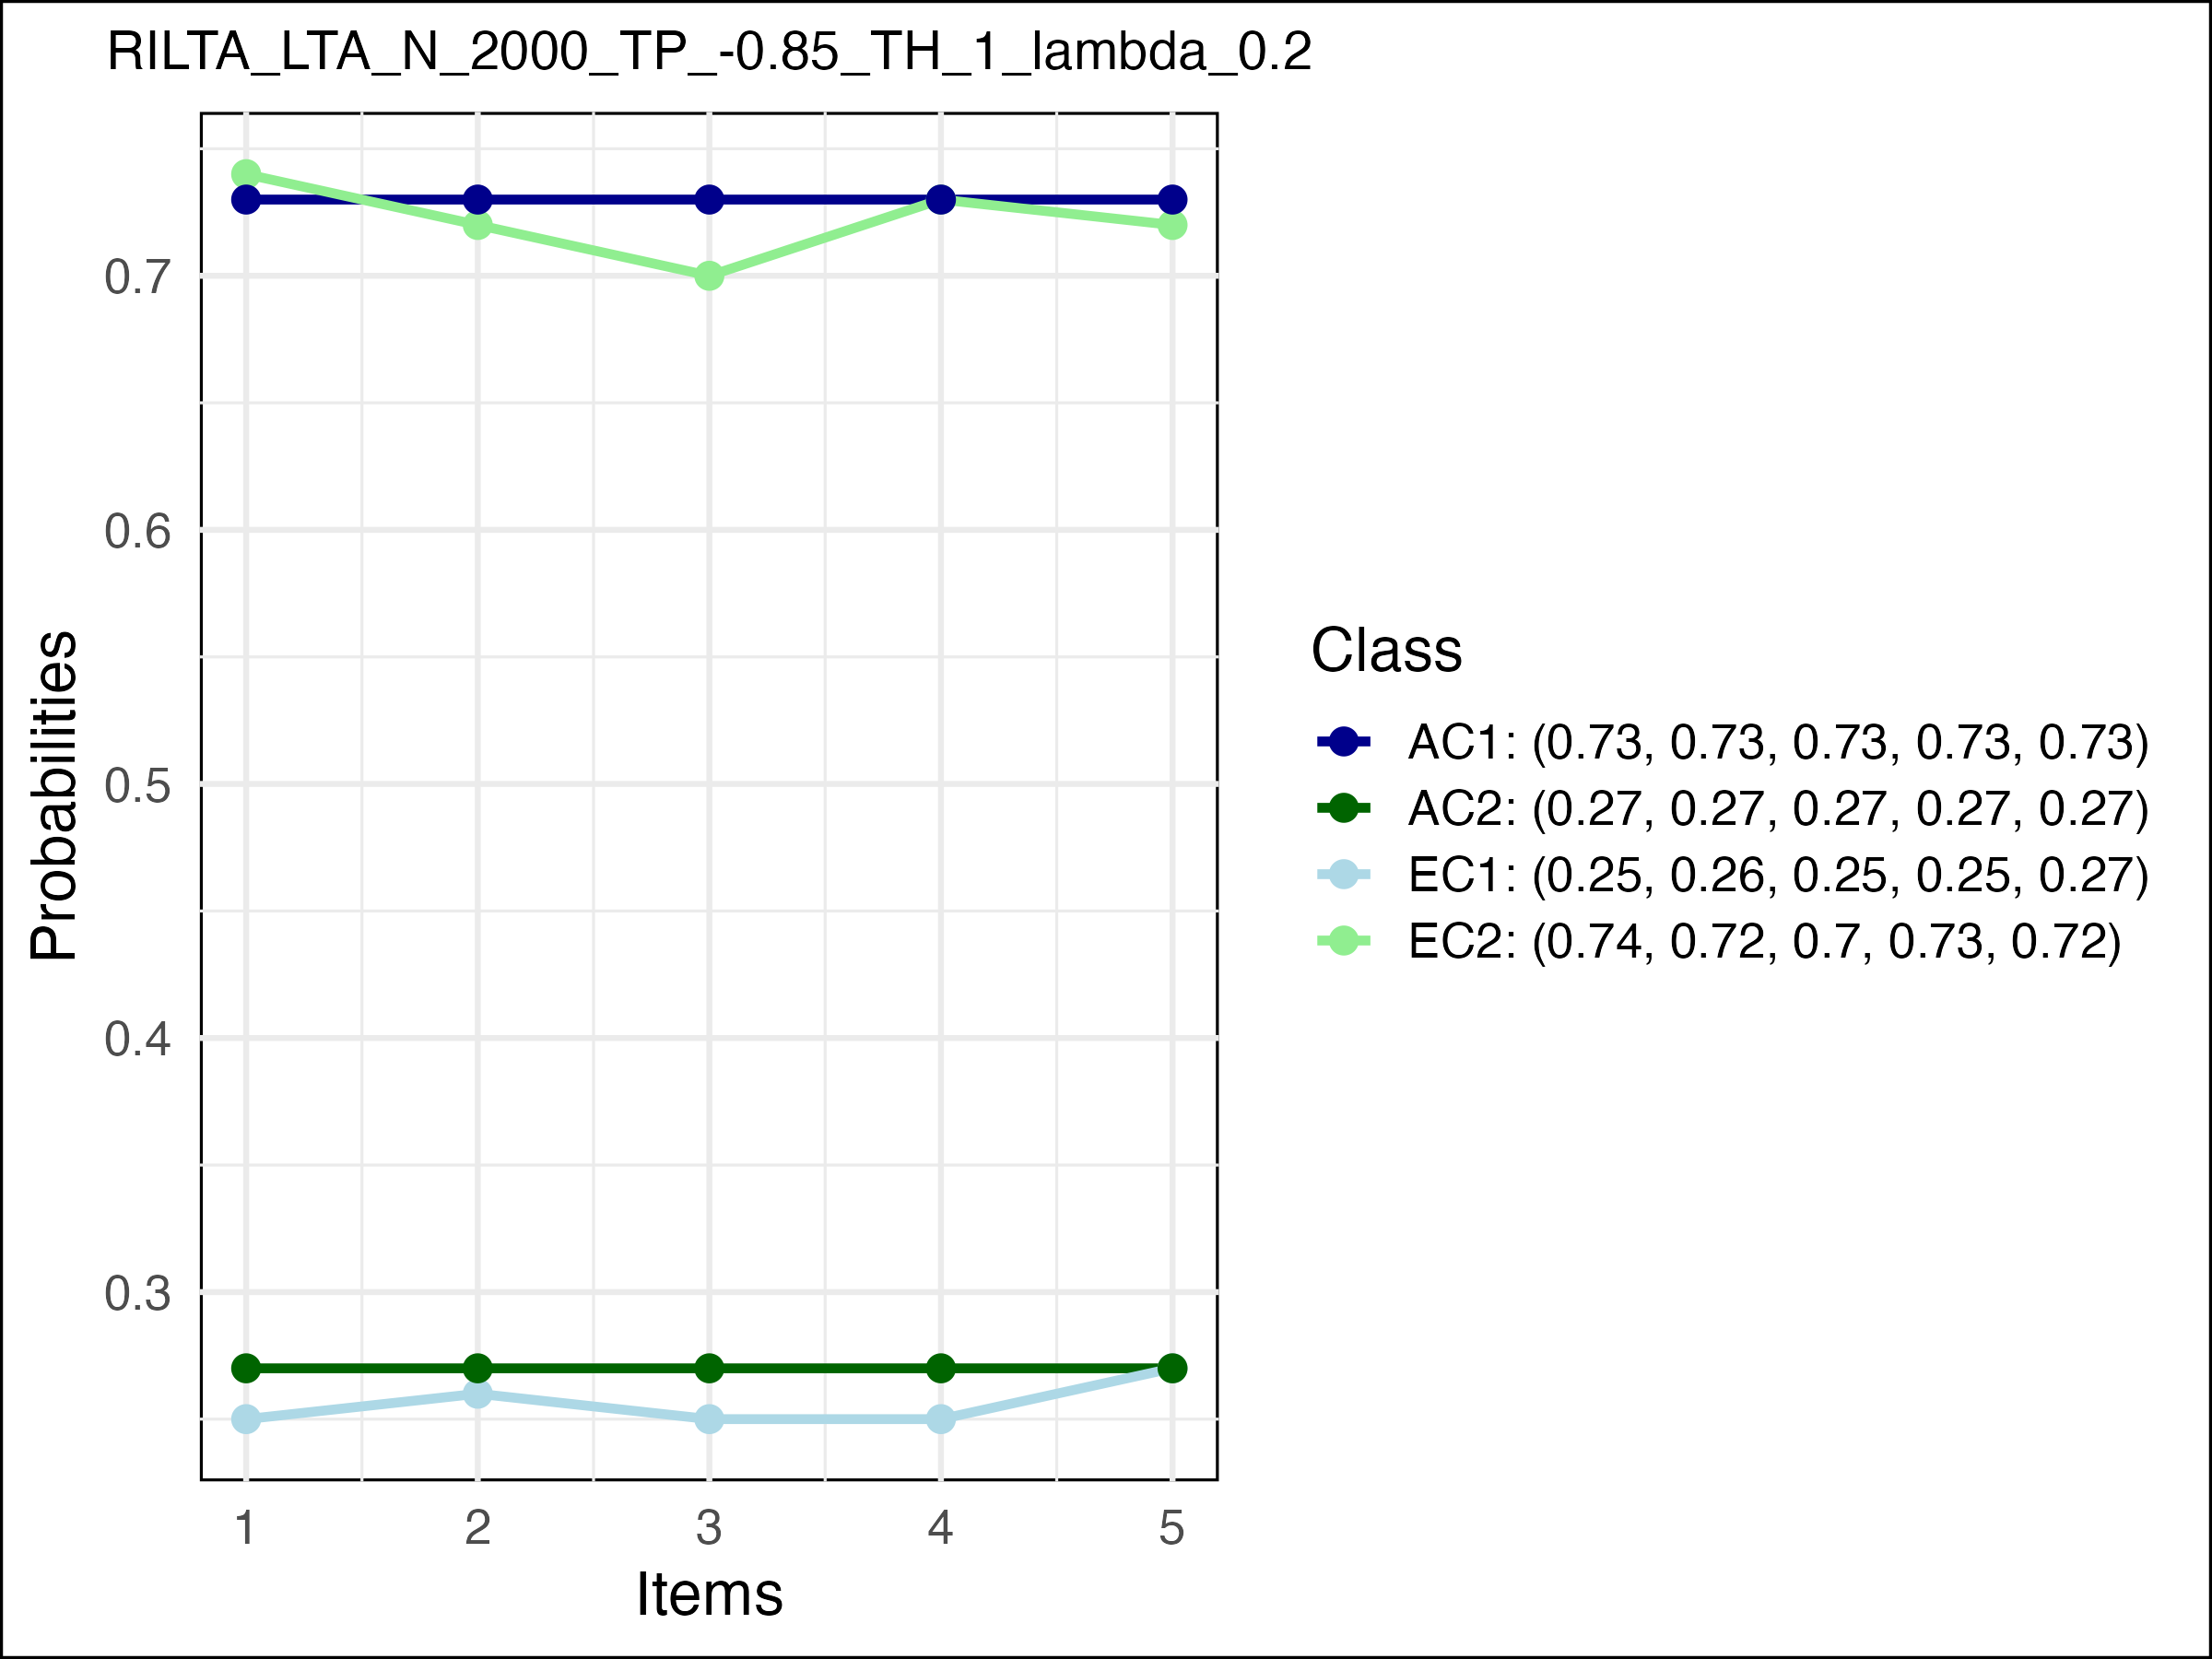 RILTA_LTA_N_2000_TP_-0.85_TH_1_lambda_0.2
Probabilities
0.7
0.6
0.5
0.4
0.3
1 2 3 4 5
Items
Class
AC1: (0.73, 0.73, 0.73, 0.73, 0.73)
AC2: (0.27, 0.27, 0.27, 0.27, 0.27)
EC1: (0.25, 0.26, 0.25, 0.25, 0.27)
EC2: (0.74, 0.72, 0.7, 0.73, 0.72)